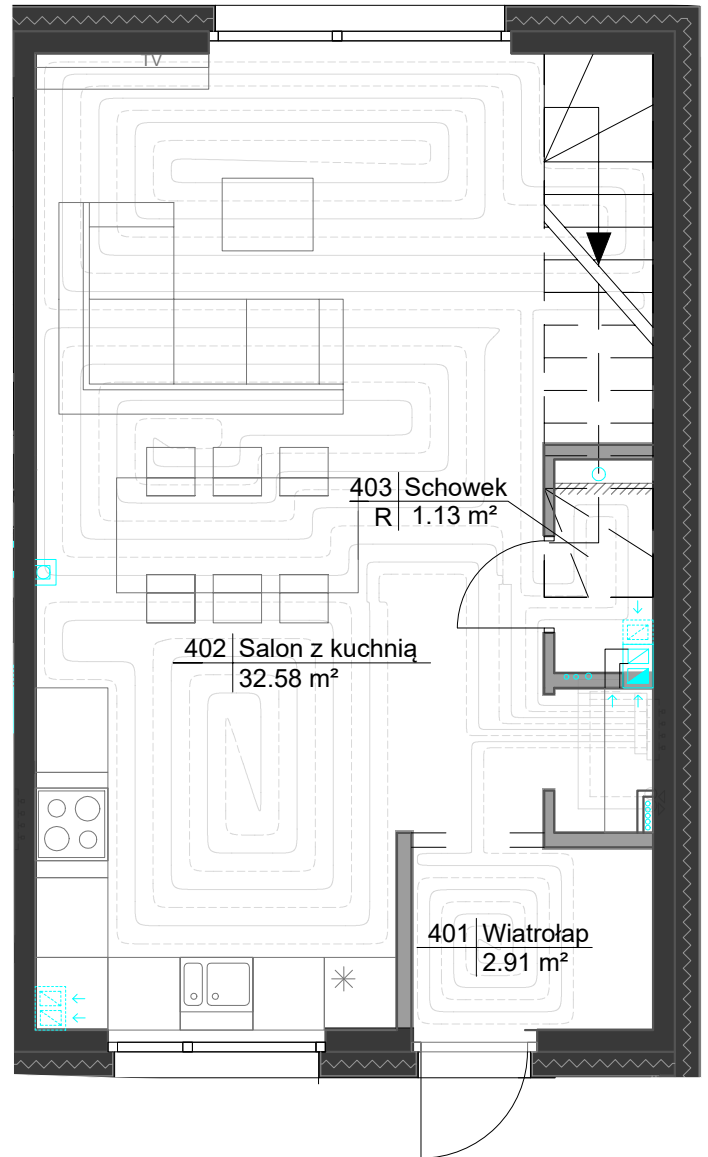 TV
403 Schowek
R 1.13 m²
402 Salon z kuchnią
32.58 m²
401 Wiatrołap
2.91 m²